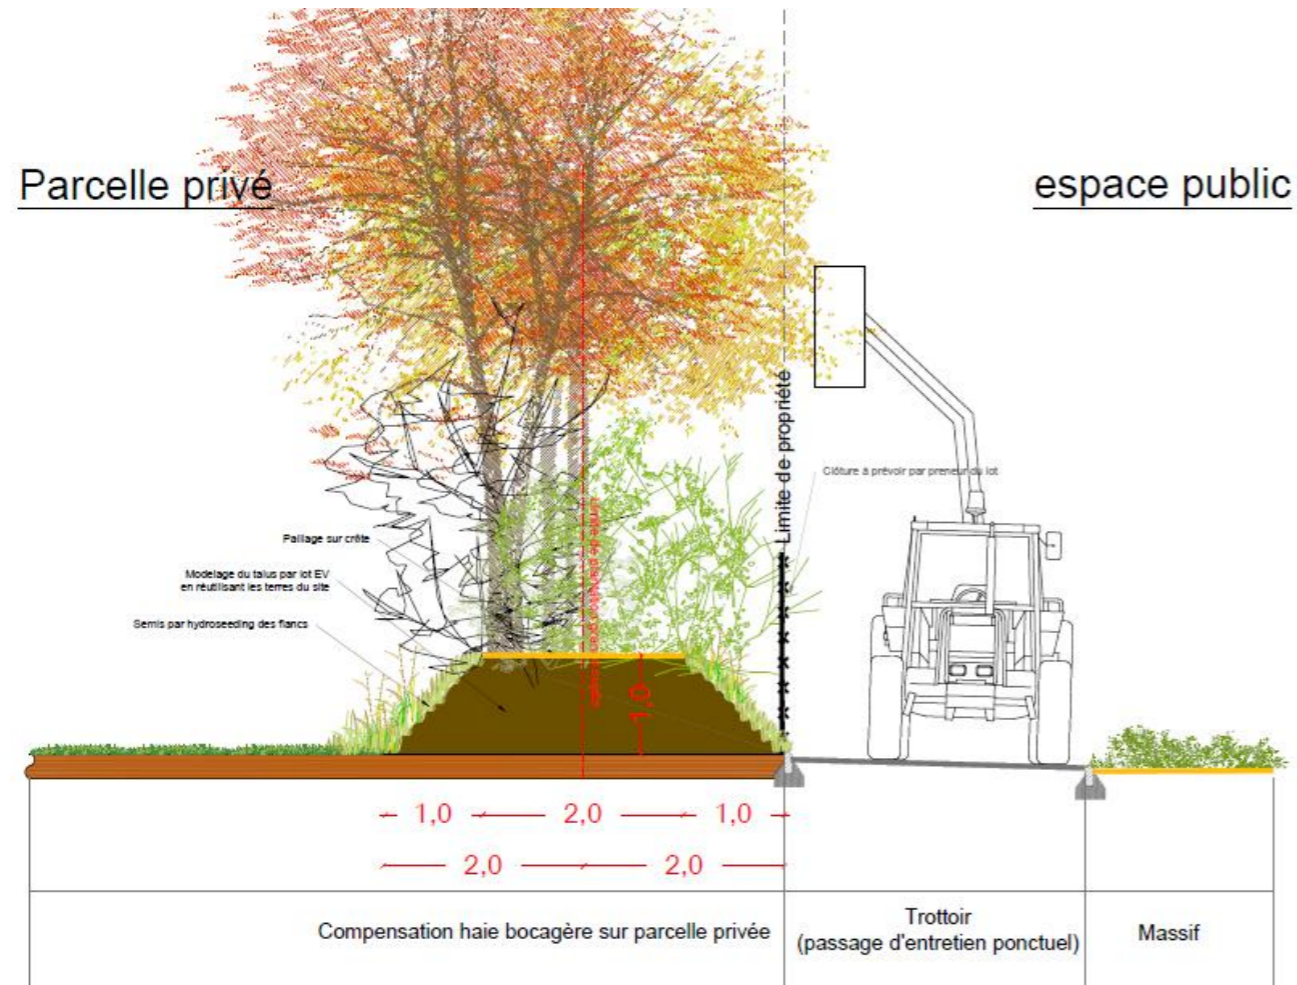 Parcelle privé
espace public
Limite de propriété
Clôture à prévoir par preneur du lot
Paillage sur crête
Modelage du talus par lot EV
en réutilisant les terres du site
Semis par hydroseeding des flancs
1,0
1,0
2,0
1,0
2,0
2,0
Compensation haie bocagère sur parcelle privée
Trottoir
(passage d'entretien ponctuel)
Massif